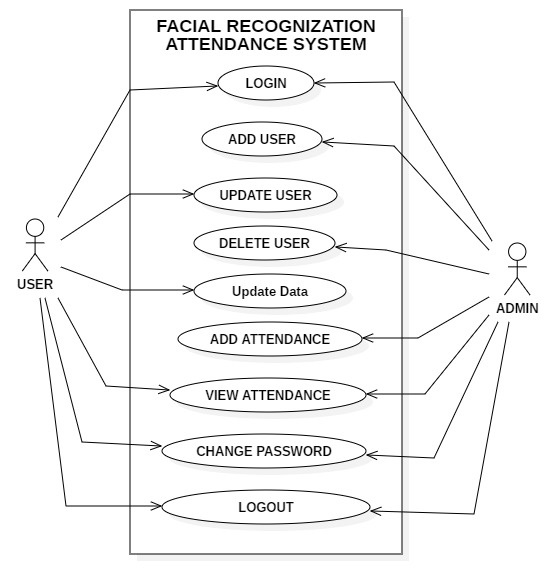 FACIAL RECOGNIZATION
ATTENDANCE SYSTEM
LOGIN
ADD USER
UPDATE USER
DELETE USER
Update Data
ADD ATTENDANCE
VIEW ATTENDANCE
CHANGE PASSWORD
LOGOUT
USER
ADMIN